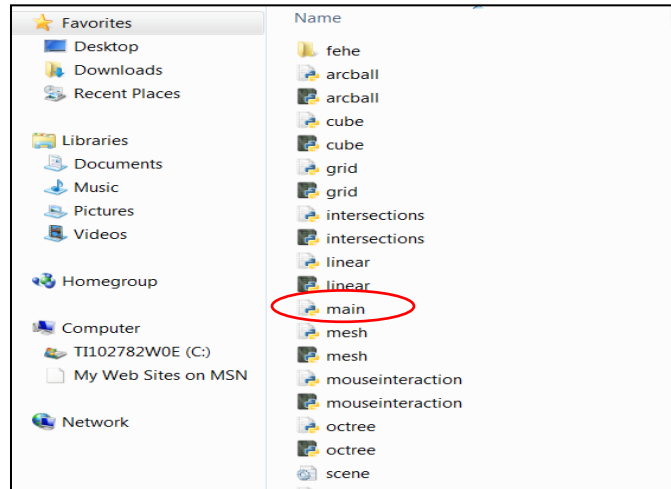 Favorites
Desktop
Downloads
Recent Places
Libraries
Documents
Music
Pictures
Videos
Homegroup
Computer
TI102782W0E (C:)
My Web Sites on MSN
Network
Name
fehe
arcball
arcball
cube
cube
grid
grid
intersections
intersections
linear
linear
main
mesh
mesh
mouseinteraction
mouseinteraction
octree
octree
scene